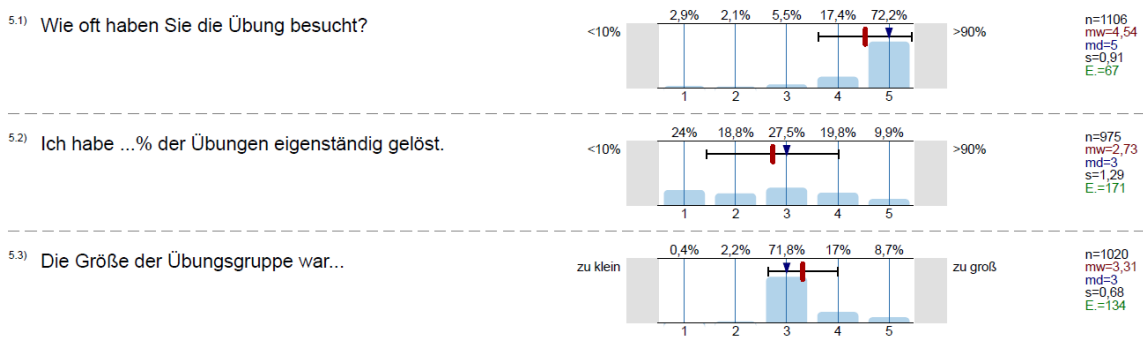 5.1) Wie oft haben Sie die Übung besucht?
2,9% 2,1% 5,5% 17,4% 72,2%
<10% >90%
1 2 3 4 5
n=1106
mw=4,54
md=5
s=0,91
E.=67
5.2) Ich habe ...% der Übungen eigenständig gelöst.
24% 18,8% 27,5% 19,8% 9,9%
<10% >90%
1 2 3 4 5
n=975
mw=2,73
md=3
s=1,29
E.=171
5.3) Die Größe der Übungsgruppe war...
0,4% 2,2% 71,8% 17% 8,7%
zu klein zu groß
1 2 3 4 5
n=1020
mw=3,31
md=3
s=0,68
E.=134